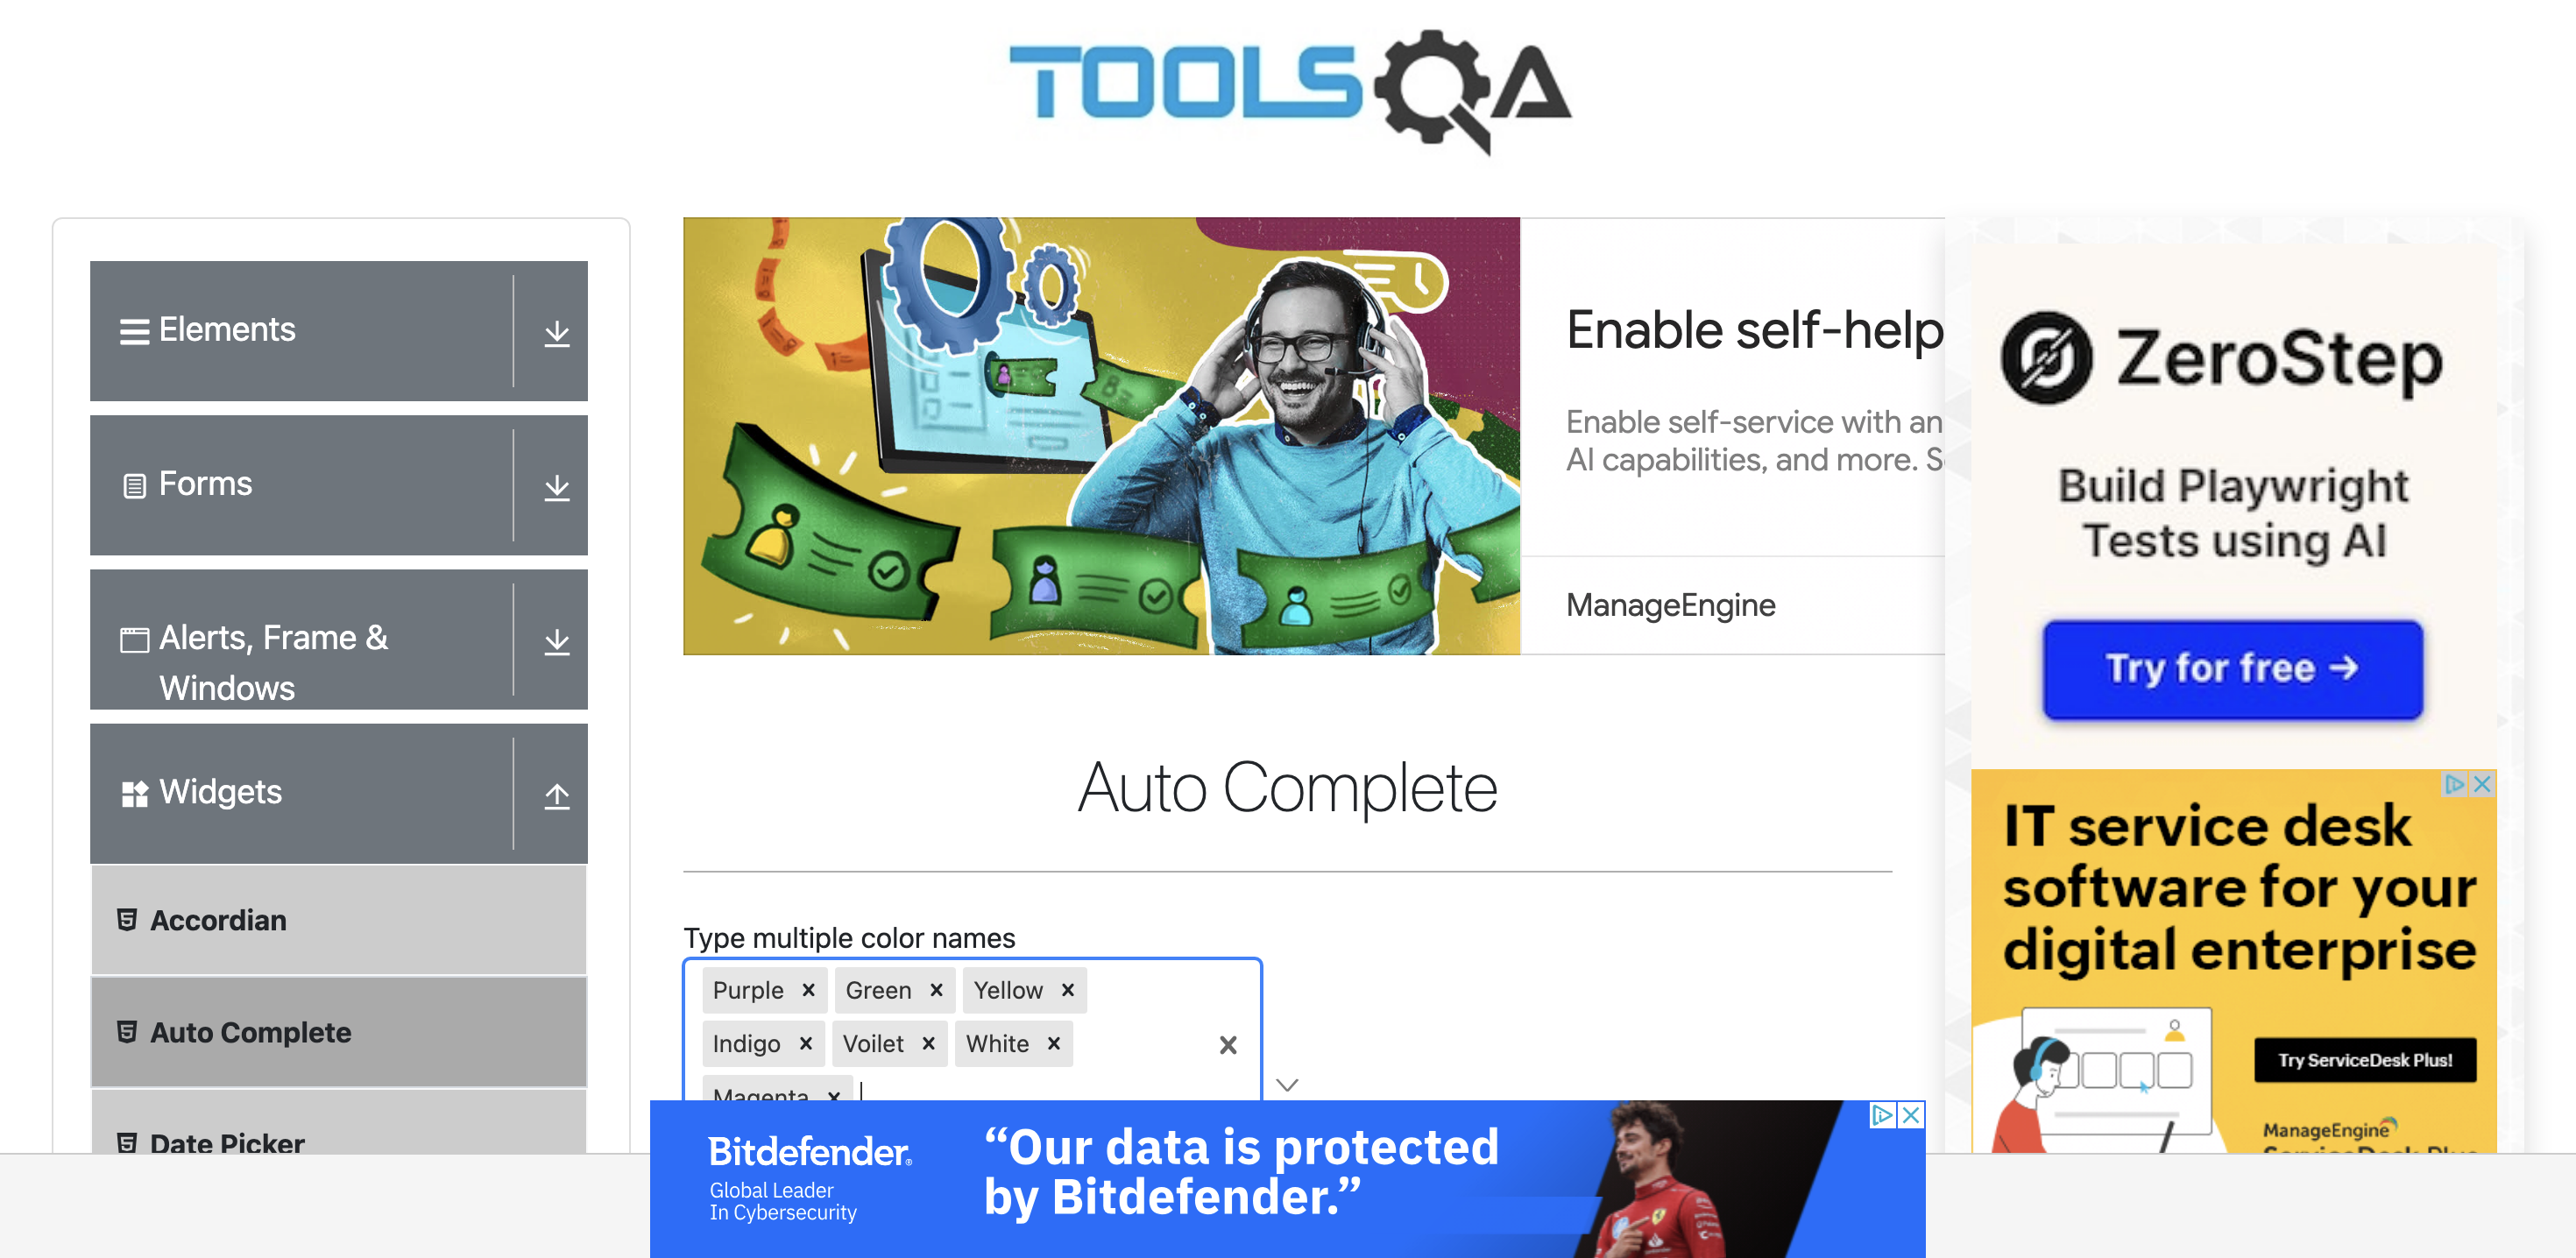 TOOLSQA
Elements
Forms
Alerts, Frame &
Windows
Widgets
Accordian
Auto Complete
Date Picker
Enable self-help
Enable self-service with an
AI capabilities, and more. S
ManageEngine
Auto Complete
Type multiple color names
Purple
Green
Yellow
Indigo
Voilet
White
Magenta
ZeroStep
Build Playwright
Tests using AI
Try for free →
IT service desk
software for your
digital enterprise
Try ServiceDesk Plus!
ManageEngine
ServiceDesk Plus
Bitdefender®
Global Leader
In Cybersecurity
“Our data is protected
by Bitdefender.”